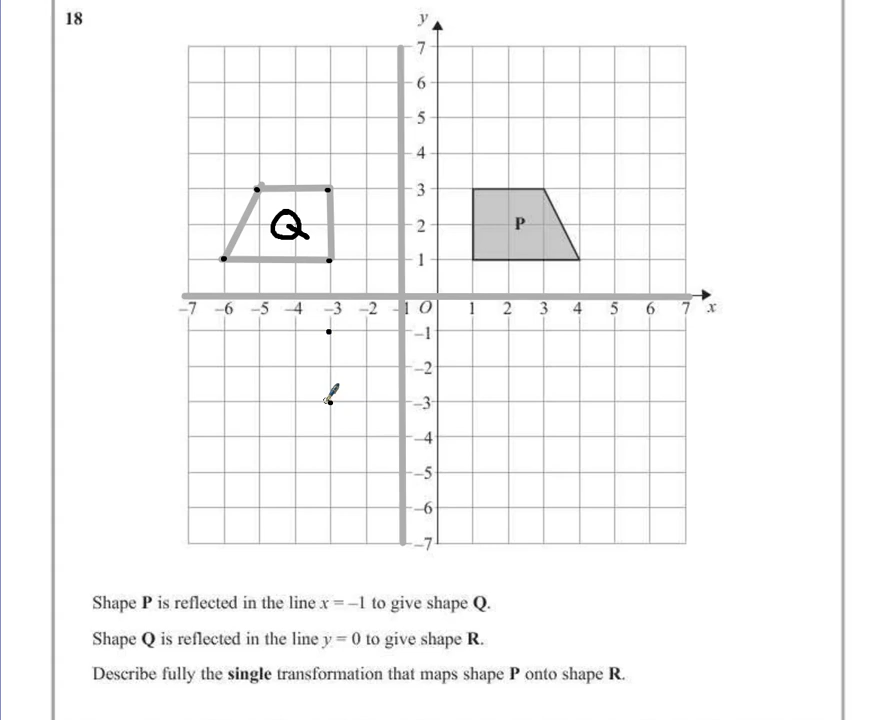 18
y
7
6
5
4
3
Q
2
P
1
–7 –6 –5 –4 –3 –2 –1 O 1 2 3 4 5 6 7 x
–1
–2
–3
–4
–5
–6
–7
Shape P is reflected in the line x = –1 to give shape Q.
Shape Q is reflected in the line y = 0 to give shape R.
Describe fully the single transformation that maps shape P onto shape R.